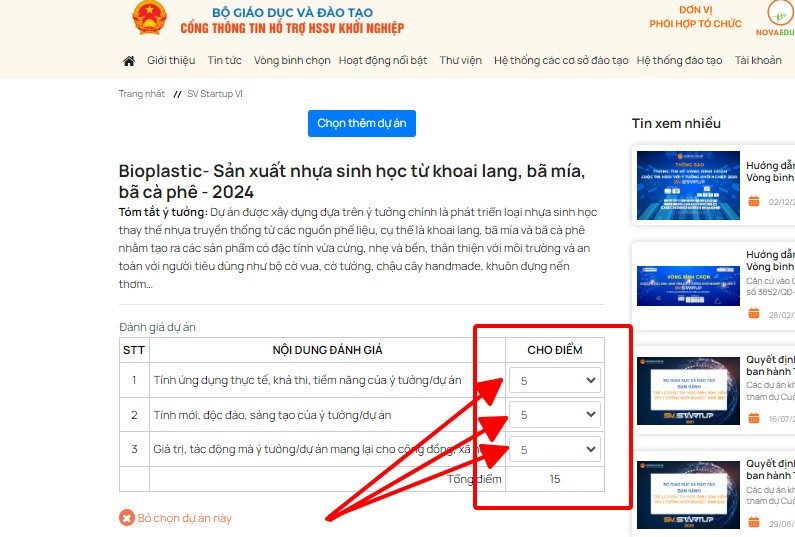 BỘ GIÁO DỤC VÀ ĐÀO TẠO
CỔNG THÔNG TIN HỖ TRỢ HSSV KHỞI NGHIỆP
ĐƠN VỊ
PHỐI HỢP TỔ CHỨC
NOVAEDU
Giới thiệu Tin tức Vòng bình chọn Hoạt động nổi bật Thư viện Hệ thống các cơ sở đào tạo Hệ thống đào tạo Tài khoản
Trang nhất // SV Startup VI
Chọn thêm dự án
Bioplastic- Sản xuất nhựa sinh học từ khoai lang, bã mía,
bã cà phê - 2024
Tóm tắt ý tưởng: Dự án được xây dựng dựa trên ý tưởng chính là phát triển loại nhựa sinh học
thay thế nhựa truyền thống từ các nguồn phế liệu, cụ thể là khoai lang, bã mía và bã cà phê
nhằm tạo ra các sản phẩm có đặc tính vừa cứng, nhẹ và bền, thân thiện với môi trường và an
toàn với người tiêu dùng như bộ cờ vua, cờ tướng, chậu cây handmade, khuôn đựng nến
thơm...
Đánh giá dự án
STT NỘI DUNG ĐÁNH GIÁ CHO ĐIỂM
1 Tính ứng dụng thực tế, khả thi, tiềm năng của ý tưởng/dự án 5
2 Tính mới, độc đáo, sáng tạo của ý tưởng/dự án 5
3 Giá trị, tác động mà ý tưởng/dự án mang lại cho cộng đồng, xã 5
Tổng điểm 15
Bỏ chọn dự án này
Tin xem nhiều
Hướng dẫn
Vòng bình
02/12/2
Hướng dẫn
Vòng bình
Căn cứ vào C
số 3852/QĐ-
28/02/
VÒNG BÌNH CHỌN
Quyết định
ban hành T
Các dự án k
tham dự Cuộ
16/07/2
SV.STARTUP
Quyết định
ban hành T
Các dự án k
tham dự Cuộ
29/06/
SV.STARTUP